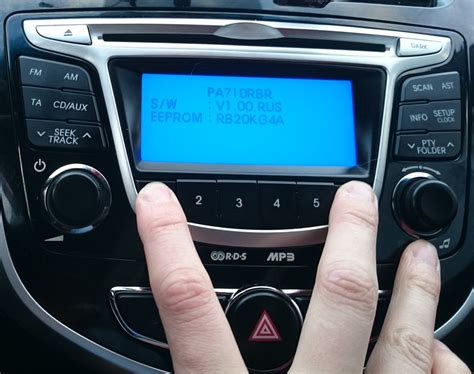 DARK
FM AM
PA710RBR
S/W : V1.00.RUS
EEPROM : RB20KG4A
SCAN AST
TA CD/AUX
INFO SETUP
CLOCK
SEEK
TRACK
PTY
FOLDER
2 3 4 5
R·D·S MP3